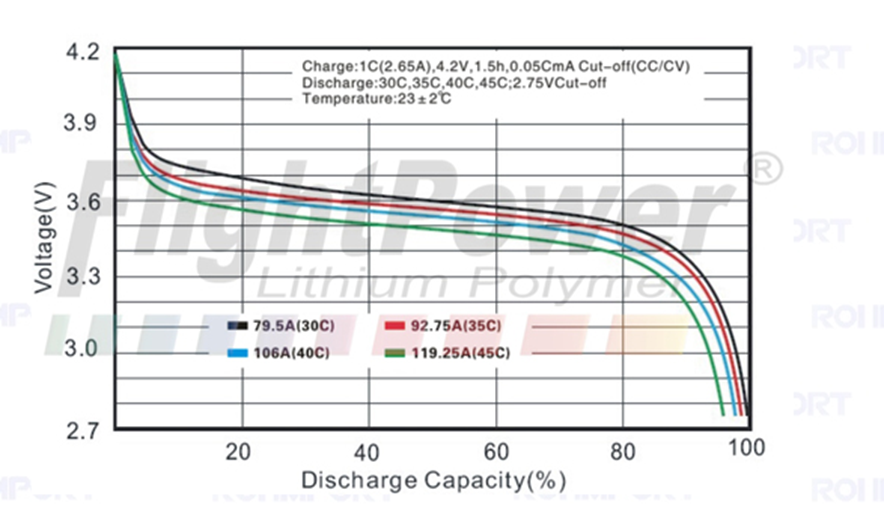 4.2
Charge:1C(2.65A),4.2V,1.5h,0.05CmA Cut-off(CC/CV)
Discharge:30C,35C,40C,45C;2.75VCut-off
Temperature:23±2℃
3.9
ROHIMPORT
FlightPower®
3.6
Voltage(V)
3.3
Lithium Polymer
79.5A(30C) 92.75A(35C)
3.0
106A(40C) 119.25A(45C)
2.7
20 40 60 80 100
Discharge Capacity(%)